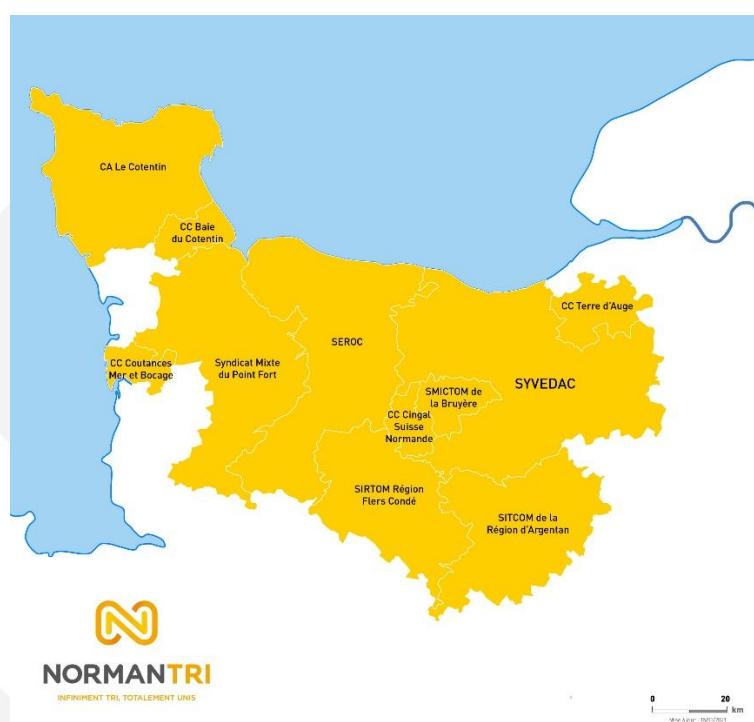 CA Le Cotentin
CC Baie
du Cotentin
CC Terre d'Auge
SEROC
CC Coutances
Mer et Bocage
Syndicat Mixte
du Point Fort
SYVEDAC
SMICTOM de
la Bruyère
CC Cingal
Suisse
Normande
SIRTOM Région
Flers Condé
SITCOM de la
Région d'Argentan
NORMANTRI
INFINIMENT TRI, TOTALEMENT UNIS
0 20
km